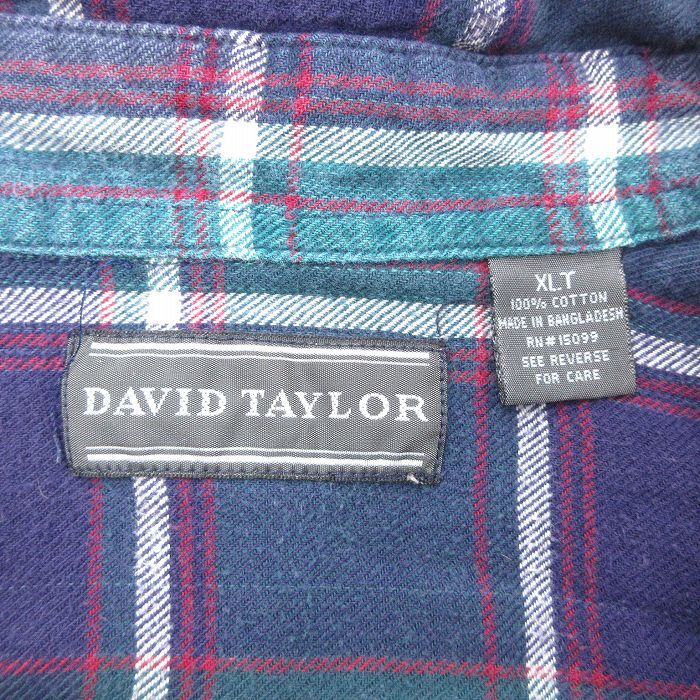 DAVID TAYLOR
XLT
100% COTTON
MADE IN BANGLADESH
RN#15099
SEE REVERSE
FOR CARE